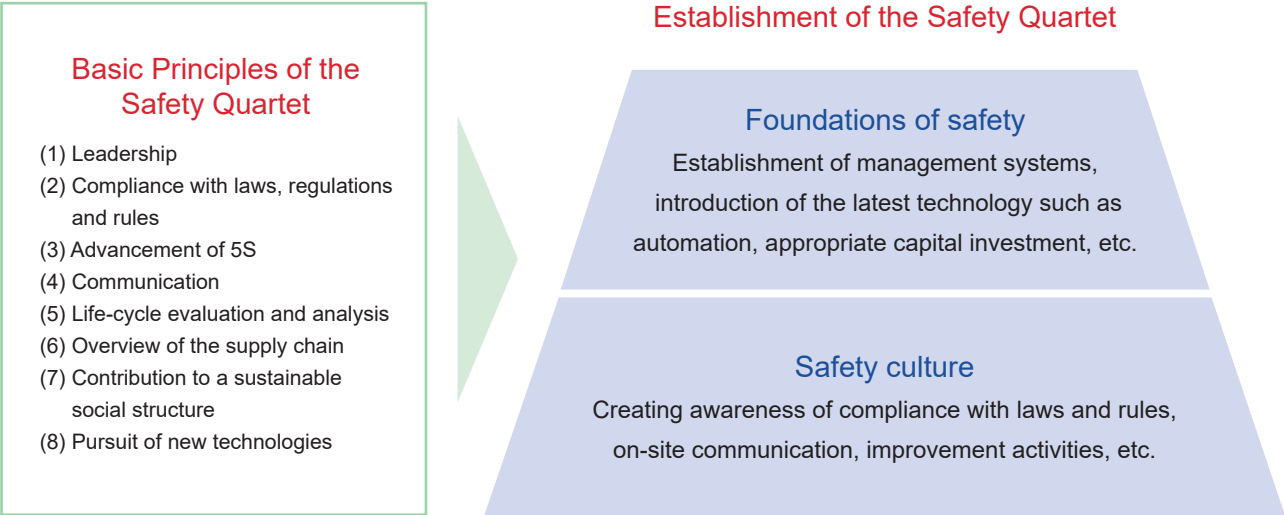 Basic Principles of the
Safety Quartet
(1) Leadership
(2) Compliance with laws, regulations
and rules
(3) Advancement of 5S
(4) Communication
(5) Life-cycle evaluation and analysis
(6) Overview of the supply chain
(7) Contribution to a sustainable
social structure
(8) Pursuit of new technologies
Establishment of the Safety Quartet
Foundations of safety
Establishment of management systems,
introduction of the latest technology such as
automation, appropriate capital investment, etc.
Safety culture
Creating awareness of compliance with laws and rules,
on-site communication, improvement activities, etc.